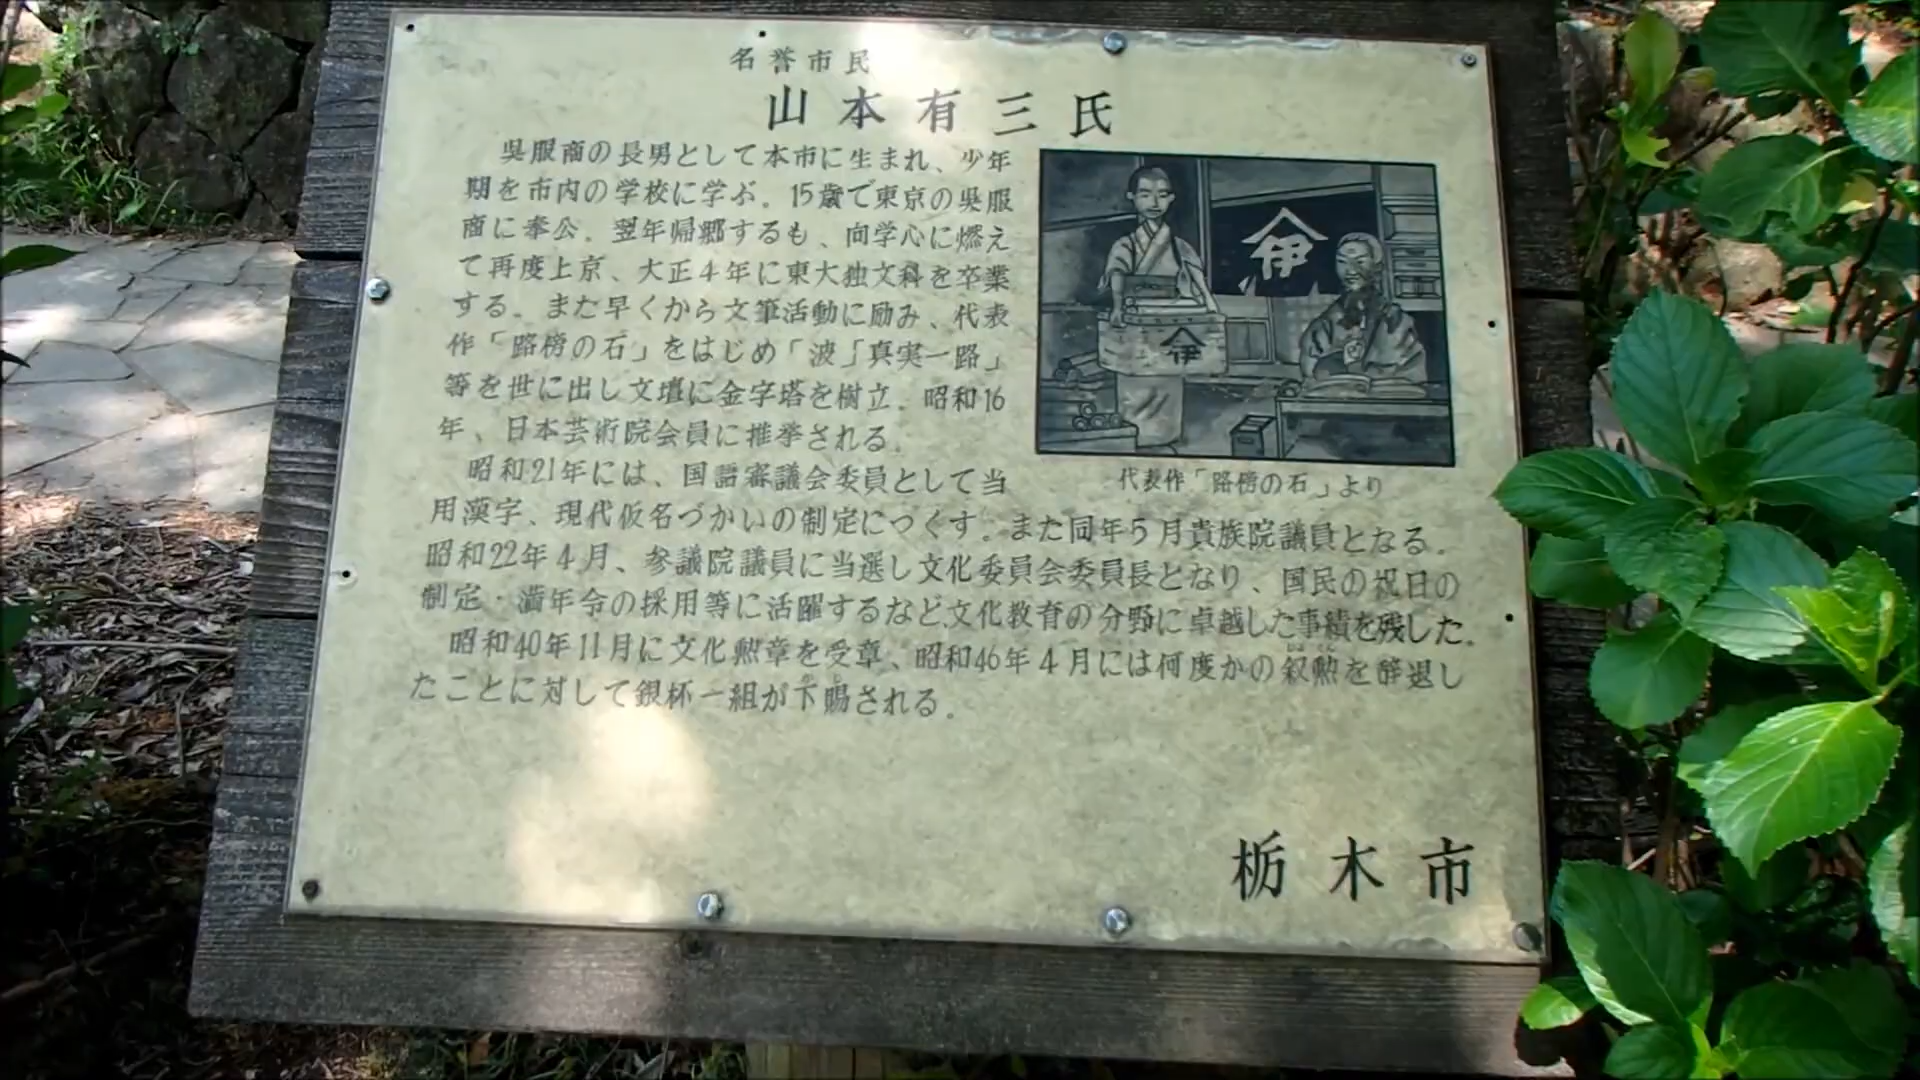 名誉市民
山本有三氏
呉服商の長男として本市に生まれ、少年
期を市内の学校に学ぶ。15歳で東京の呉服
商に奉公。翌年帰郷するも、向学心に燃え
て再度上京、大正4年に東大独文科を卒業
する。また早くから文筆活動に励み、代表
作「路傍の石」をはじめ「波」「真実一路」
等を世に出し文壇に金字塔を樹立。昭和16
年、日本芸術院会員に推挙される。
昭和21年には、国語審議会委員として当
用漢字、現代仮名づかいの制定につくす。また同年5月貴族院議員となる。
昭和22年4月、参議院議員に当選し文化委員会委員長となり、国民の祝日の
制定・満年令の採用等に活躍するなど、文化教育の分野に卓越した事績を残した。
昭和40年11月に文化勲章を受章、昭和46年4月には何度かの叙勲を辞退し
たことに対して銀杯一組が下賜される。
伊
伊
代表作「路傍の石」より
栃木市